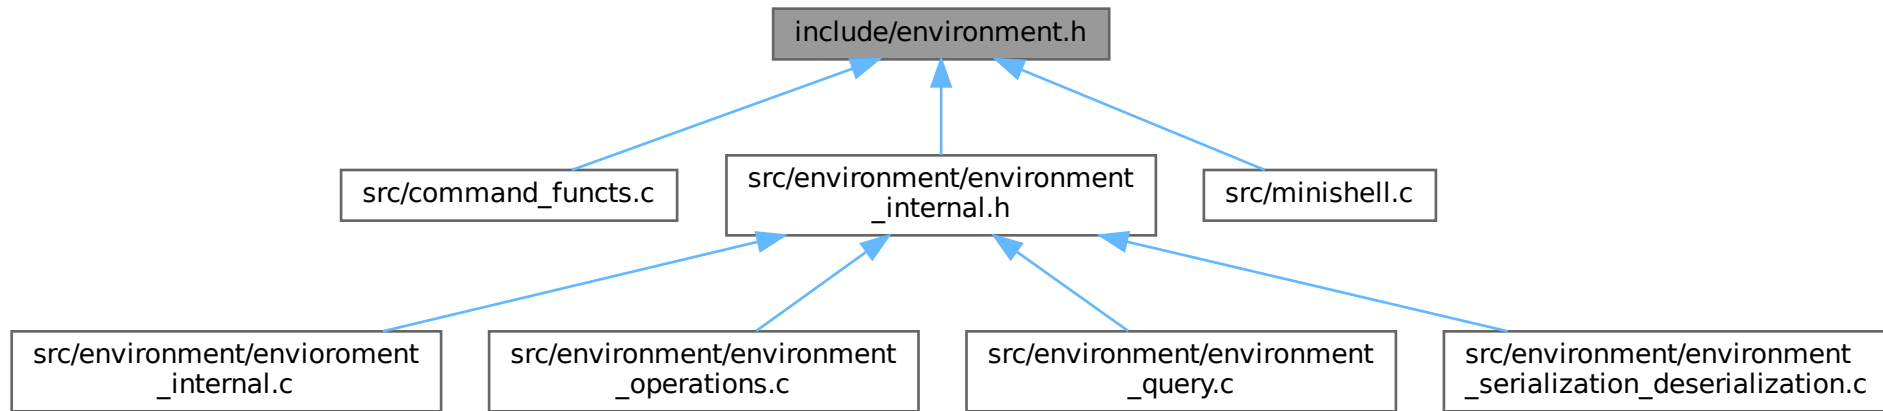 include/environment.h
src/command_functs.c
src/environment/environment
_internal.h
src/minishell.c
src/environment/envioroment
_internal.c
src/environment/environment
_operations.c
src/environment/environment
_query.c
src/environment/environment
_serialization_deserialization.c